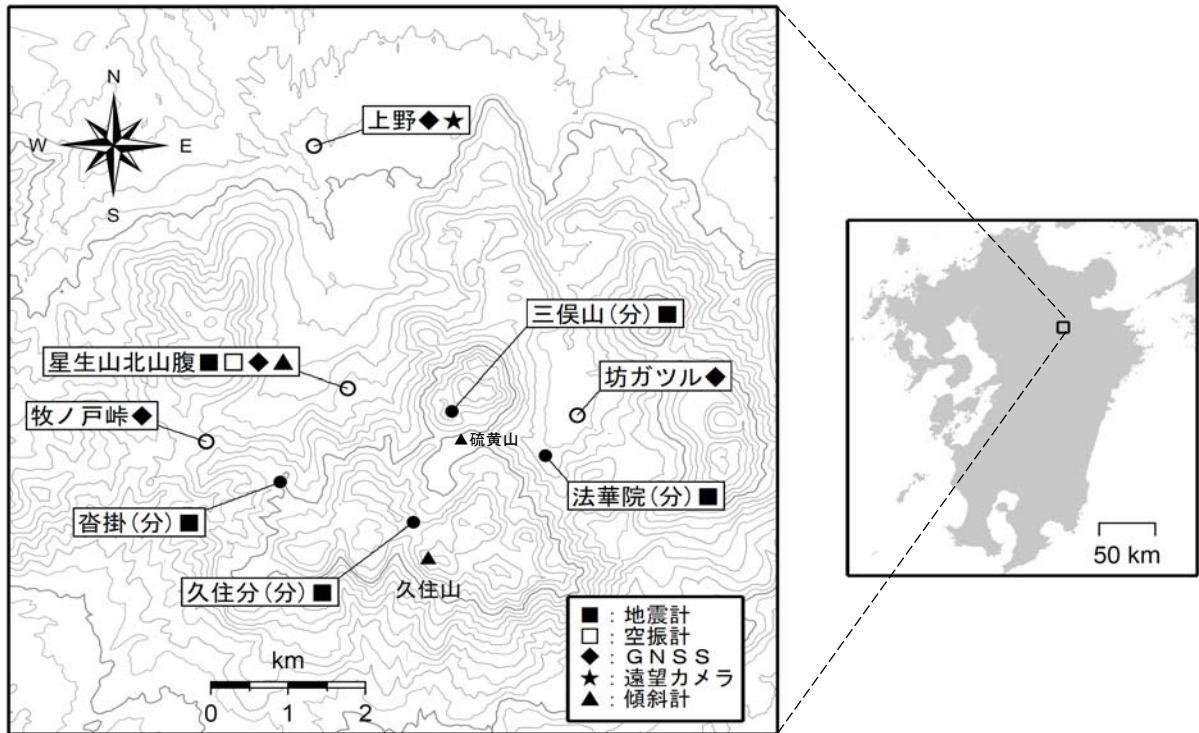 上野◆★
N
W
E
S
三俣山(分)■
星生山北山腹■□◆▲
坊ガツル◆
牧ノ戸峠◆
▲硫黄山
沓掛(分)■
法華院(分)■
久住分(分)■
久住山
km
0 1 2
■:地震計
□:空振計
◆:GNSS
★:遠望カメラ
▲:傾斜計
50 km